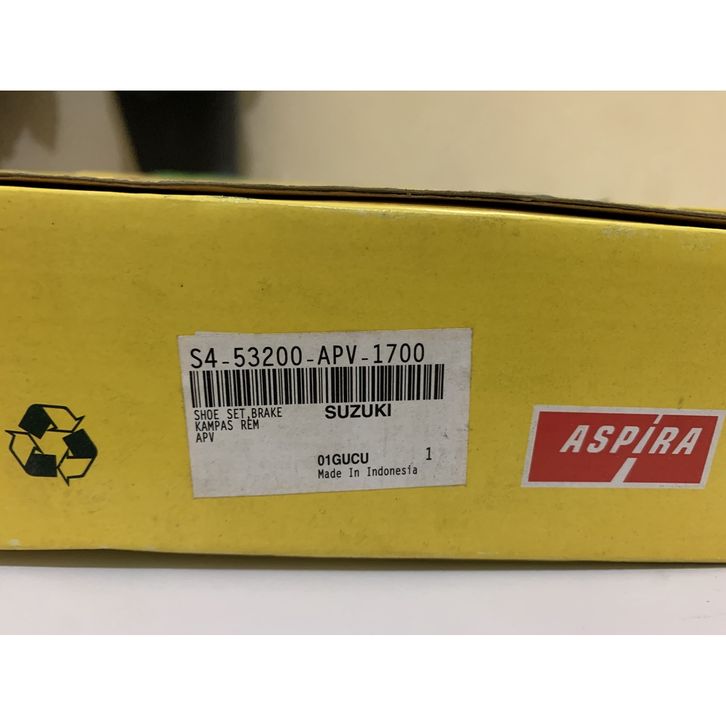 S4-53200-APV-1700
SHOE SET,BRAKE SUZUKI
KAMPAS REM
APV
01GUCU 1
Made In Indonesia
ASPIRA